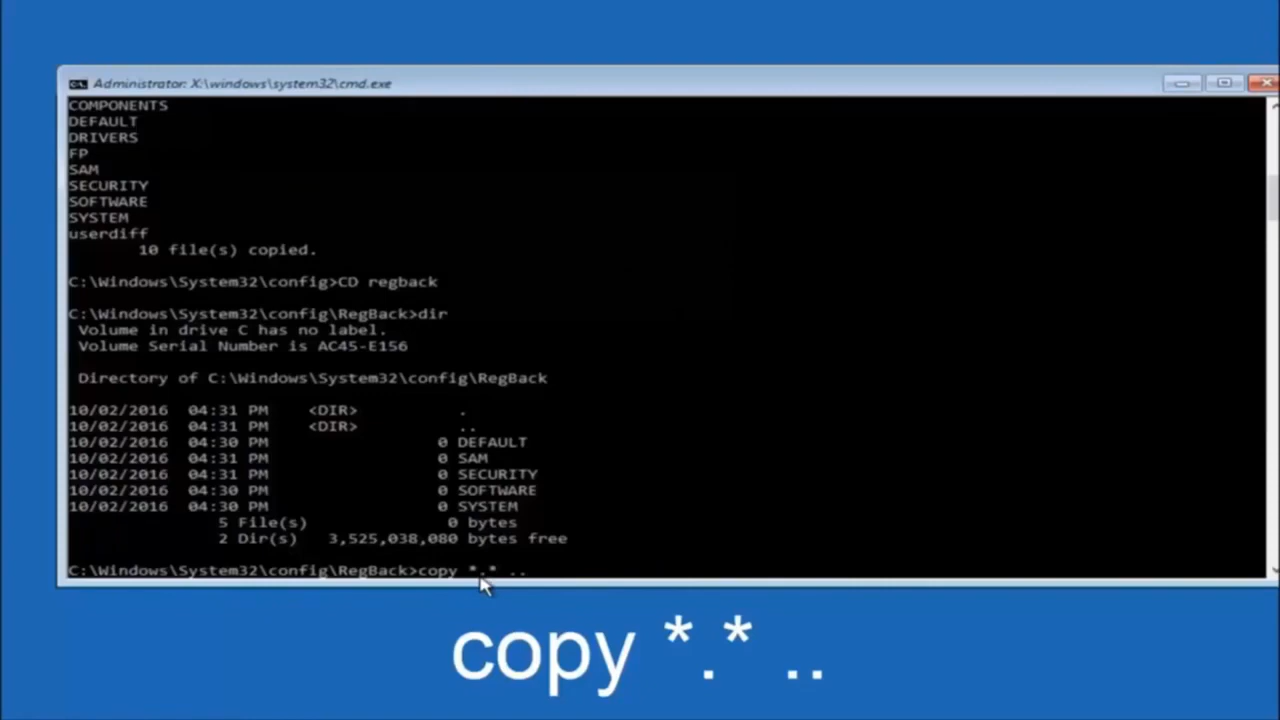 Administrator: X:\windows\system32\cmd.exe
COMPONENTS
DEFAULT
DRIVERS
FP
SAM
SECURITY
SOFTWARE
SYSTEM
userdiff
10 file(s) copied.
C:\Windows\System32\config>CD regback
C:\Windows\System32\config\RegBack>dir
Volume in drive C has no label.
Volume Serial Number is AC45-E156
Directory of C:\Windows\System32\config\RegBack
10/02/2016 04:31 PM <DIR> .
10/02/2016 04:31 PM <DIR> ..
10/02/2016 04:30 PM 0 DEFAULT
10/02/2016 04:31 PM 0 SAM
10/02/2016 04:31 PM 0 SECURITY
10/02/2016 04:30 PM 0 SOFTWARE
10/02/2016 04:30 PM 0 SYSTEM
5 File(s) 0 bytes
2 Dir(s) 3,525,038,080 bytes free
C:\Windows\System32\config\RegBack>copy *.* ..
copy *.* ..